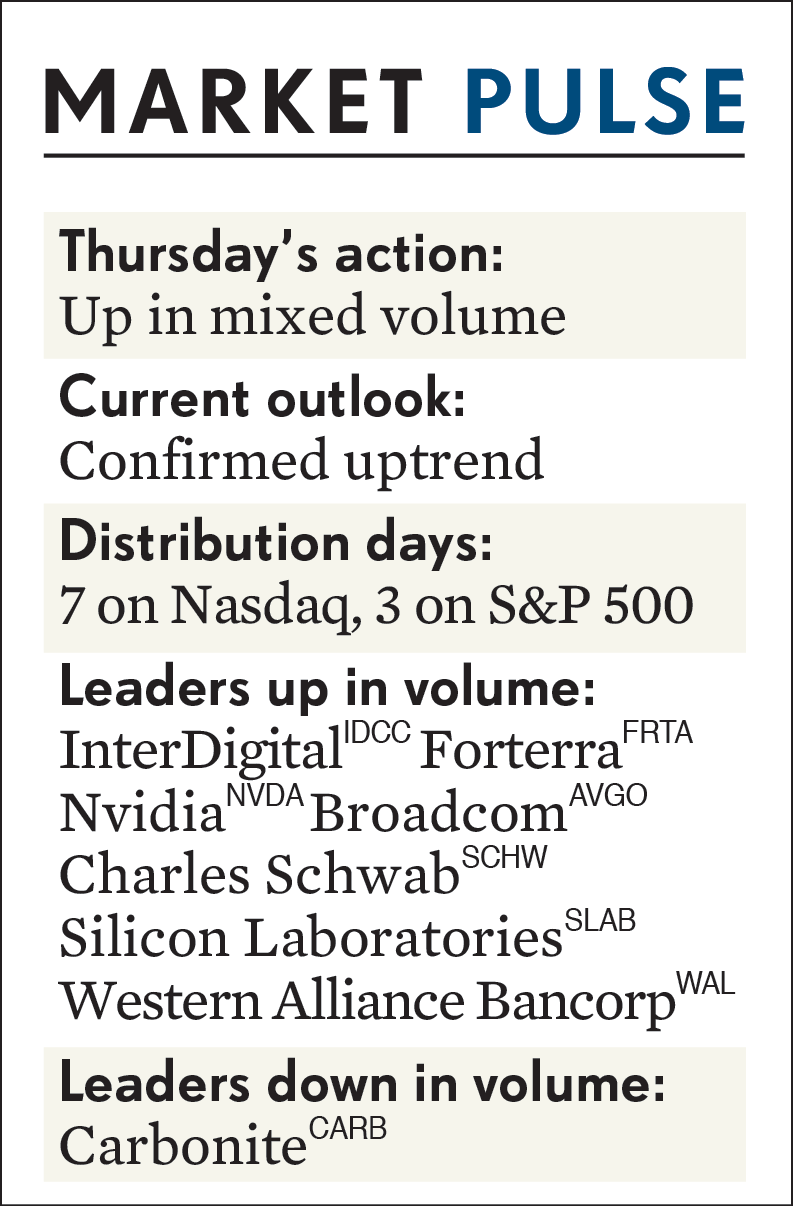 MARKET PULSE
Thursday’s action:
Up in mixed volume
Current outlook:
Confirmed uptrend
Distribution days:
7 on Nasdaq, 3 on S&P 500
Leaders up in volume:
InterDigital IDCC Forterra FRTA
Nvidia NVDA Broadcom AVGO
Charles Schwab SCHW
Silicon Laboratories SLAB
Western Alliance Bancorp WAL
Leaders down in volume:
Carbonite CARB